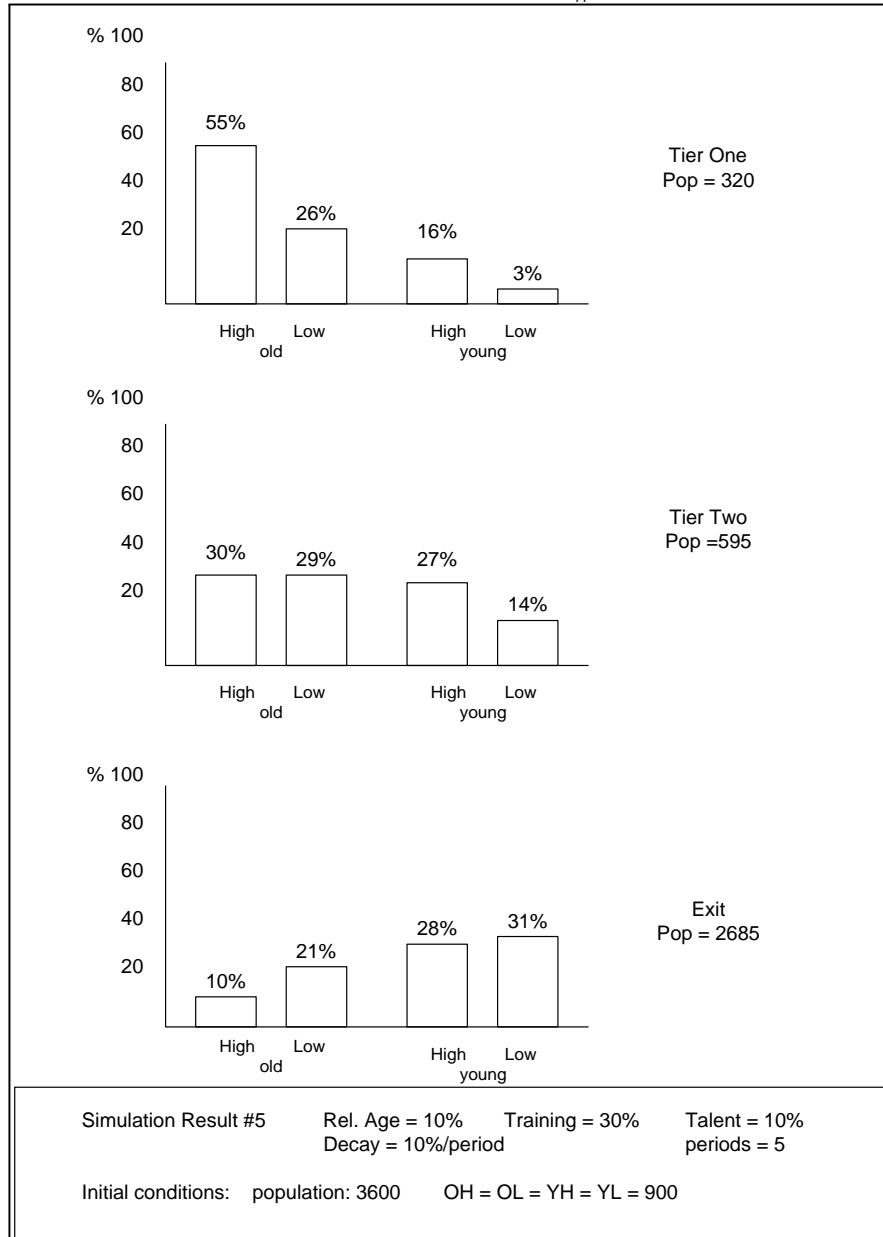 % 100
80
60
40
20
55%
26%
16%
3%
High Low High Low
old young
Tier One
Pop = 320
% 100
80
60
40
20
30%
29%
27%
14%
High Low High Low
old young
Tier Two
Pop =595
% 100
80
60
40
20
10%
21%
28%
31%
High Low High Low
old young
Exit
Pop = 2685
Simulation Result #5 Rel. Age = 10% Training = 30% Talent = 10%
Decay = 10%/period periods = 5
Initial conditions: population: 3600 OH = OL = YH = YL = 900